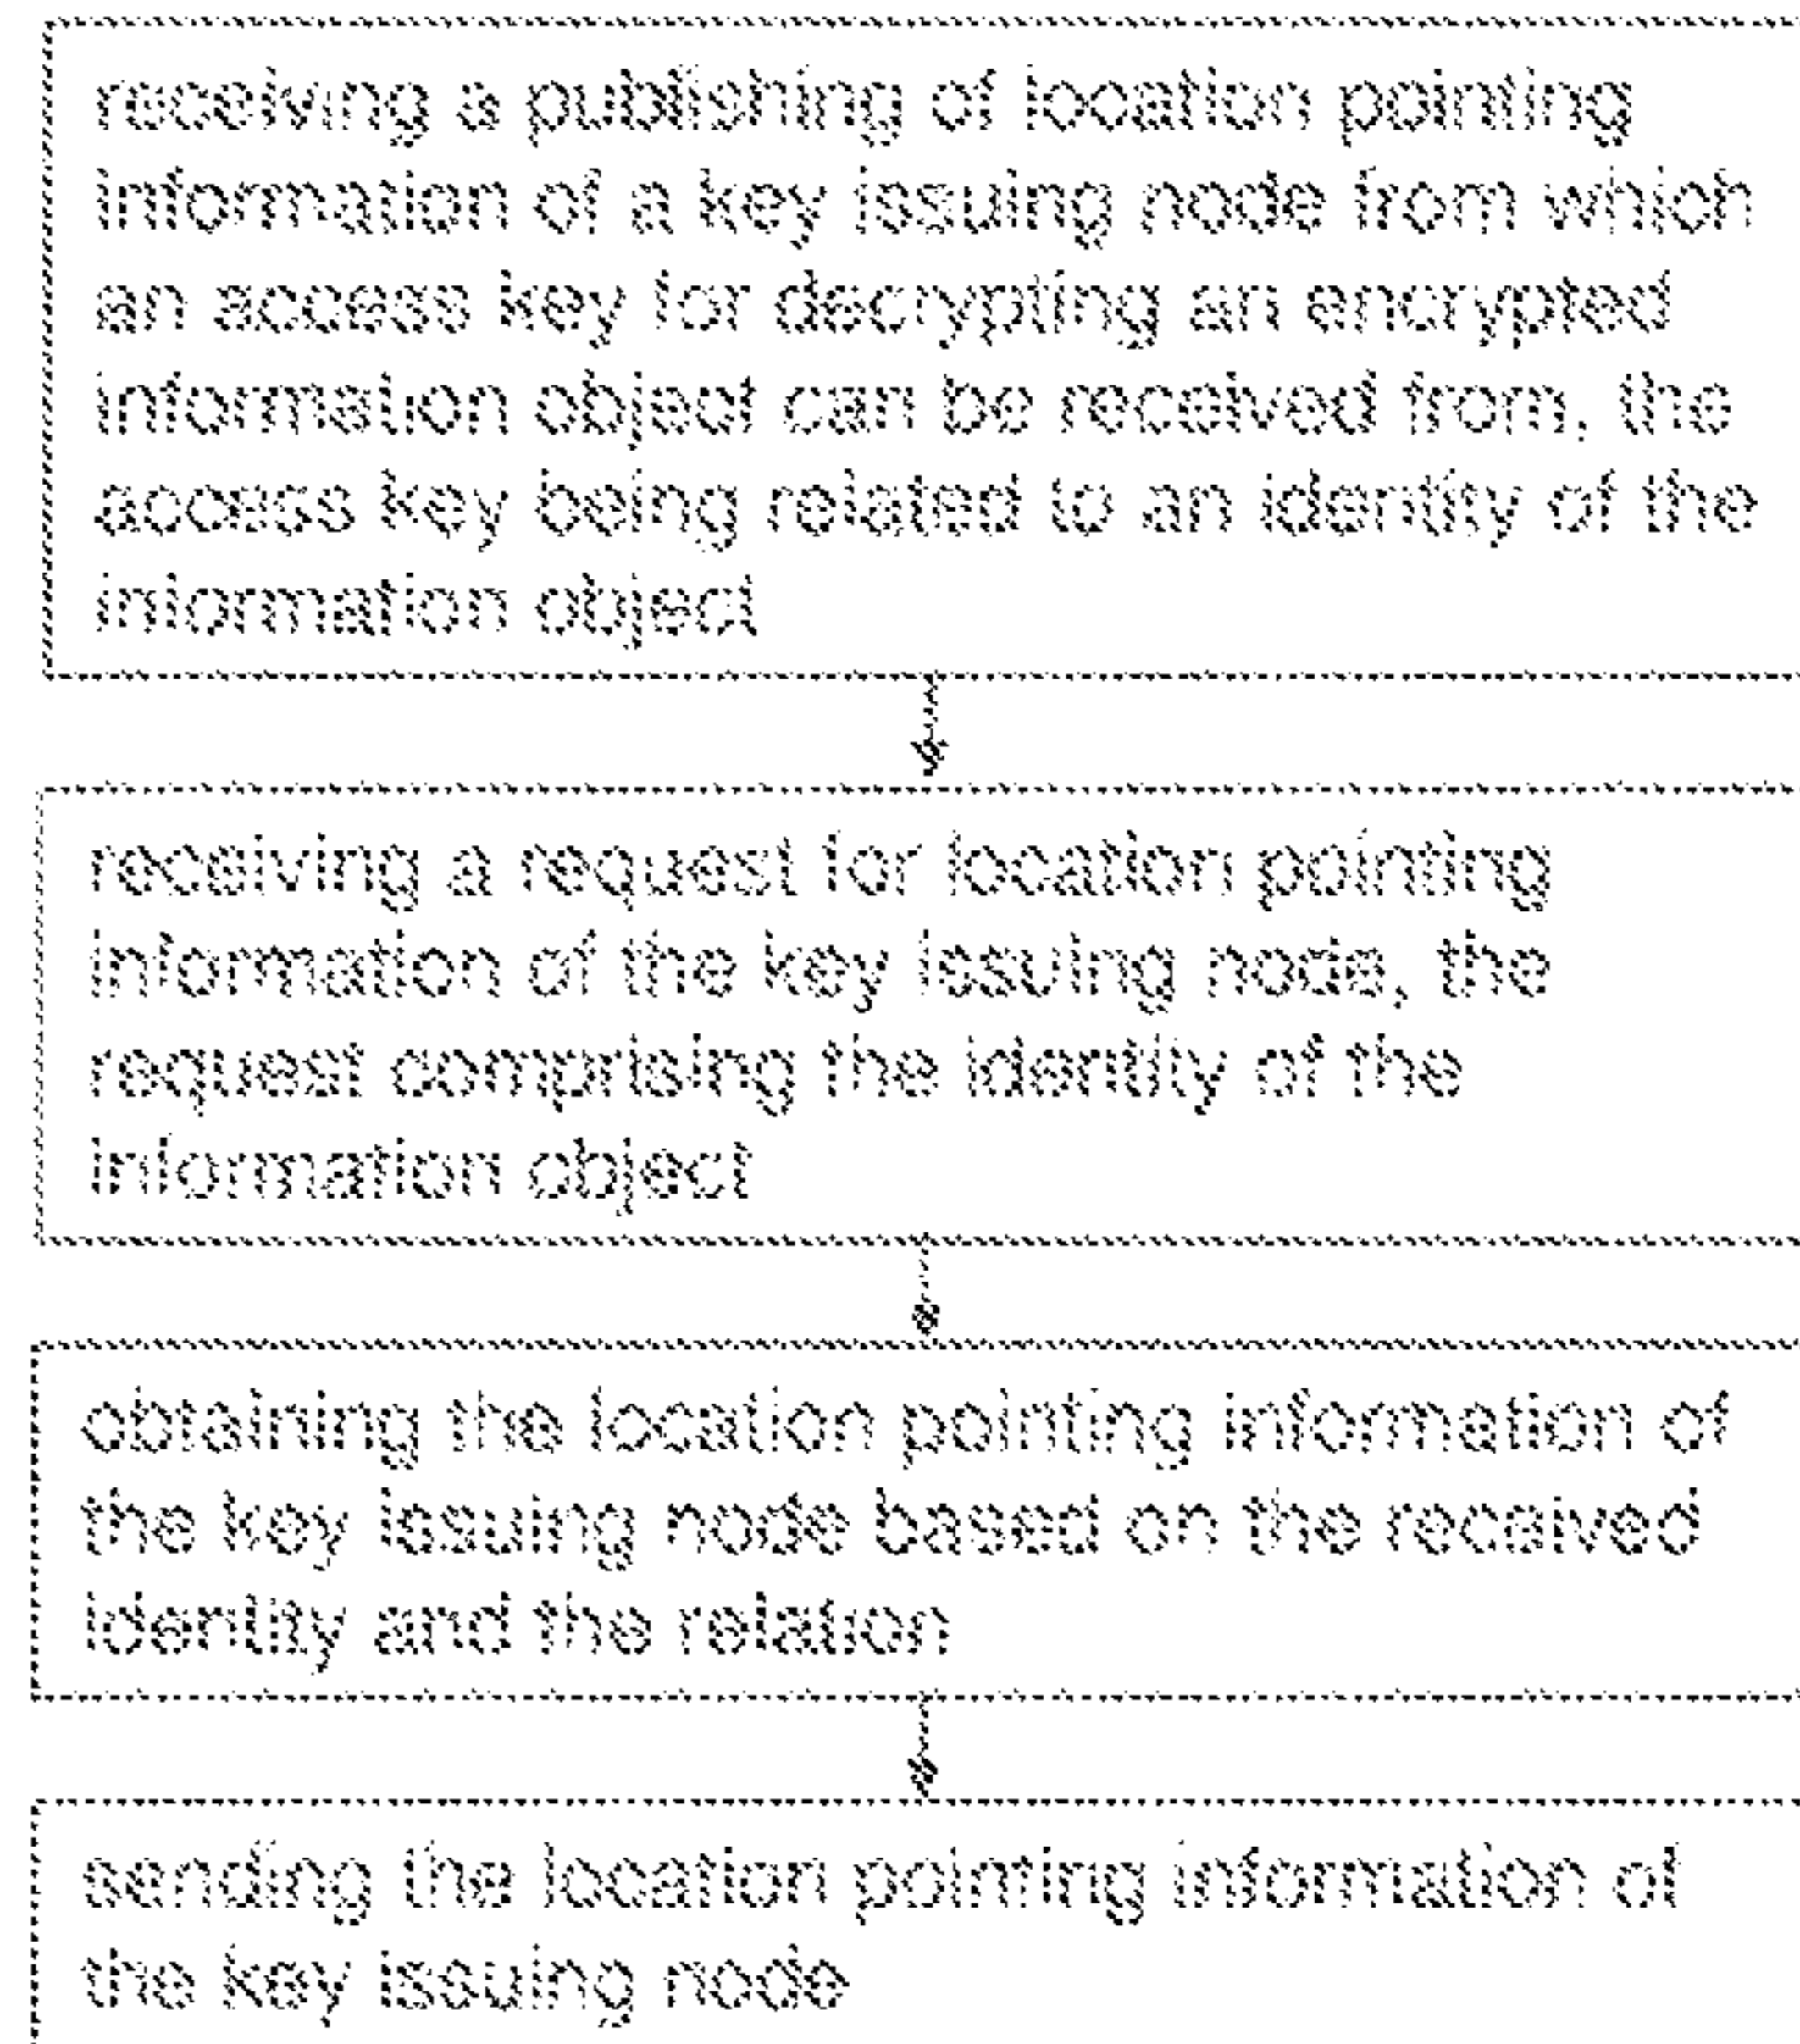 receiving a publishing of location pointing
information of a key issuing node from which
an access key for decrypting an encrypted
information object can be received from, the
access key being related to an identity of the
information object
receiving a request for location pointing
information of the key issuing node, the
request comprising the identity of the
information object
obtaining the location pointing information of
the key issuing node based on the received
identity and the relation
sending the location pointing information of
the key issuing node